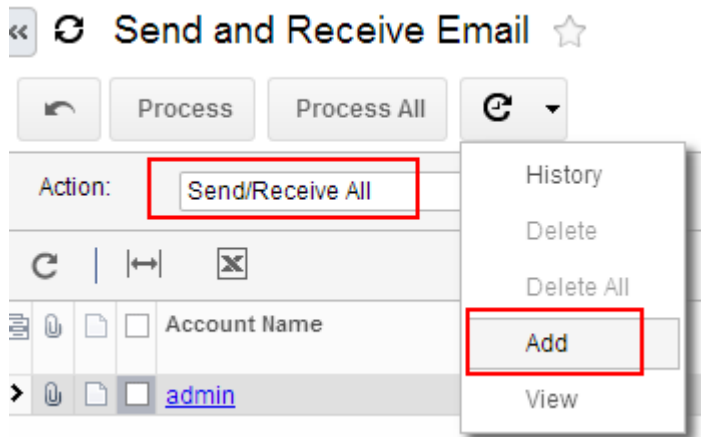 Send and Receive Email
Process Process All
Action: Send/Receive All
History
Delete
Delete All
Account Name
Add
admin
View